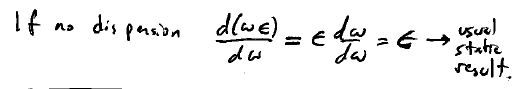 If no dispersion d(ωε)/dω = ε dω/dω = ε → usual
static
result.